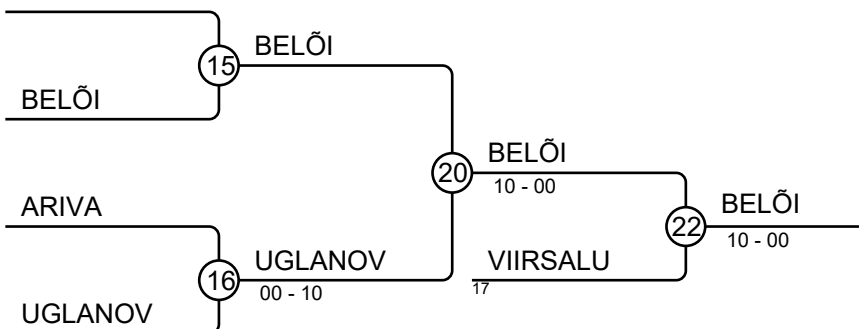 15
BELÕI
BELÕI
20
BELÕI
10 - 00
ARIVA
22
BELÕI
10 - 00
16
UGLANOV
00 - 10
VIIRSALU
17
UGLANOV